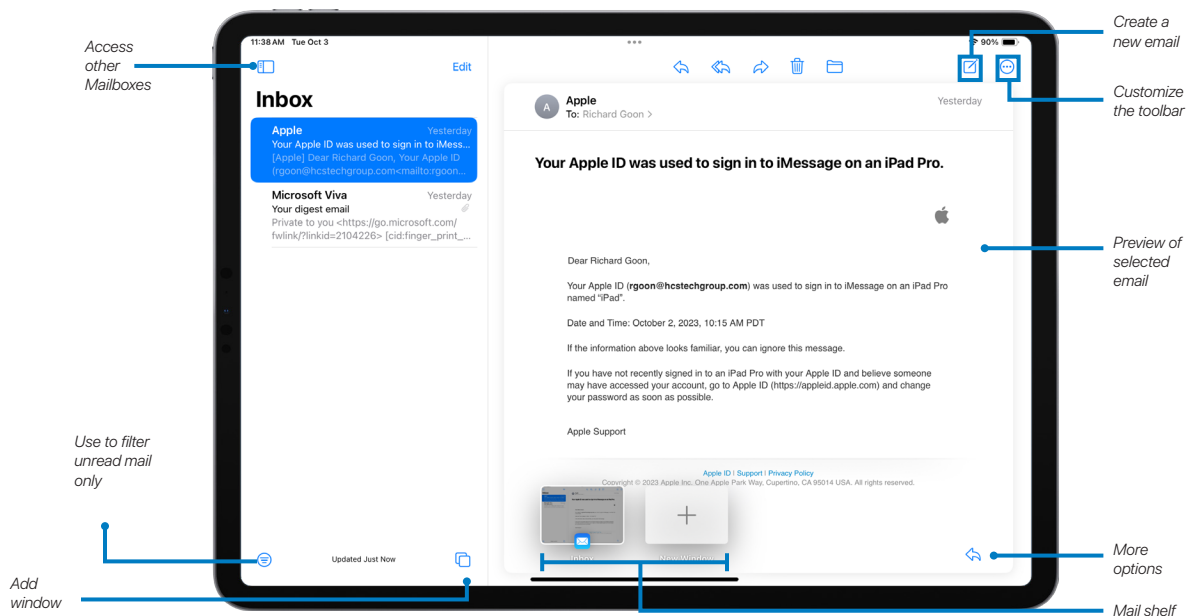 Access
other
Mailboxes
Use to filter
unread mail
only
Add
window
11:38 AM Tue Oct 3
90%
Edit
Inbox
Apple Yesterday
Your Apple ID was used to sign in to iMess...
[Apple] Dear Richard Goon, Your Apple ID
(rgoon@hcstechgroup.com<mailto:rgoon...
Microsoft Viva Yesterday
Your digest email
Private to you <https://go.microsoft.com/
fwlink/?linkid=2104226> [cid:finger_print_...
Updated Just Now
A
Apple
To: Richard Goon >
Yesterday
Your Apple ID was used to sign in to iMessage on an iPad Pro.
Dear Richard Goon,
Your Apple ID (rgoon@hcstechgroup.com) was used to sign in to iMessage on an iPad Pro
named “iPad”.
Date and Time: October 2, 2023, 10:15 AM PDT
If the information above looks familiar, you can ignore this message.
If you have not recently signed in to an iPad Pro with your Apple ID and believe someone
may have accessed your account, go to Apple ID (https://appleid.apple.com) and change
your password as soon as possible.
Apple Support
Apple ID | Support | Privacy Policy
Copyright © 2023 Apple Inc. One Apple Park Way, Cupertino, CA 95014 USA. All rights reserved.
Inbox
New Window
Create a
new email
Customize
the toolbar
Preview of
selected
email
More
options
Mail shelf